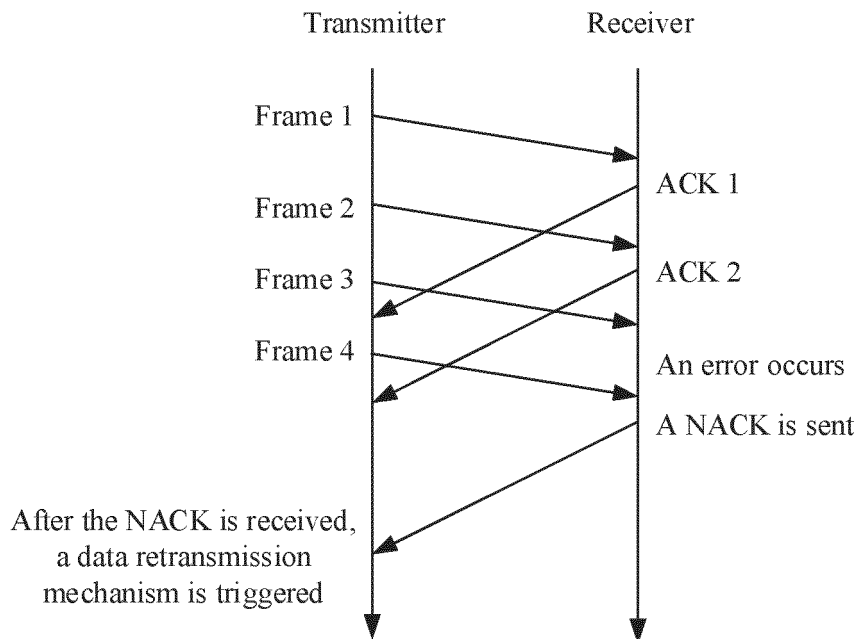 Transmitter
Receiver
Frame 1
ACK 1
Frame 2
ACK 2
Frame 3
Frame 4
An error occurs
A NACK is sent
After the NACK is received,
a data retransmission
mechanism is triggered